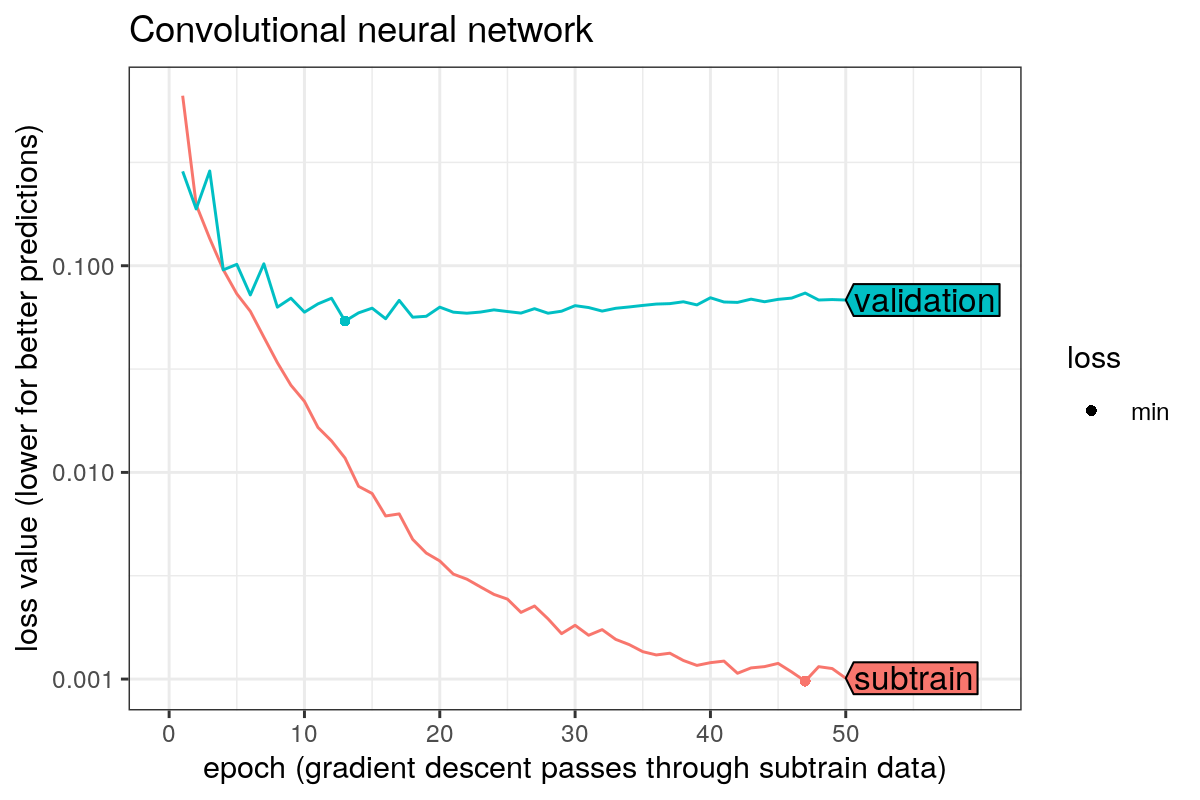 Convolutional neural network
loss value (lower for better predictions)
0.100
0.010
0.001
validation
subtrain
0 10 20 30 40 50
epoch (gradient descent passes through subtrain data)
loss
min